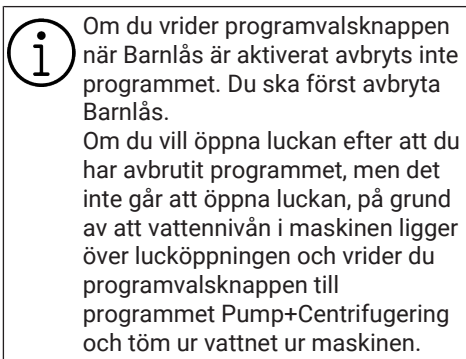 Om du vrider programvalsknappen
när Barnlås är aktiverat avbryts inte
programmet. Du ska först avbryta
Barnlås.
Om du vill öppna luckan efter att du
har avbrutit programmet, men det
inte går att öppna luckan, på grund
av att vattennivån i maskinen ligger
över lucköppningen och vrider du
programvalsknappen till
programmet Pump+Centrifugering
och töm ur vattnet ur maskinen.